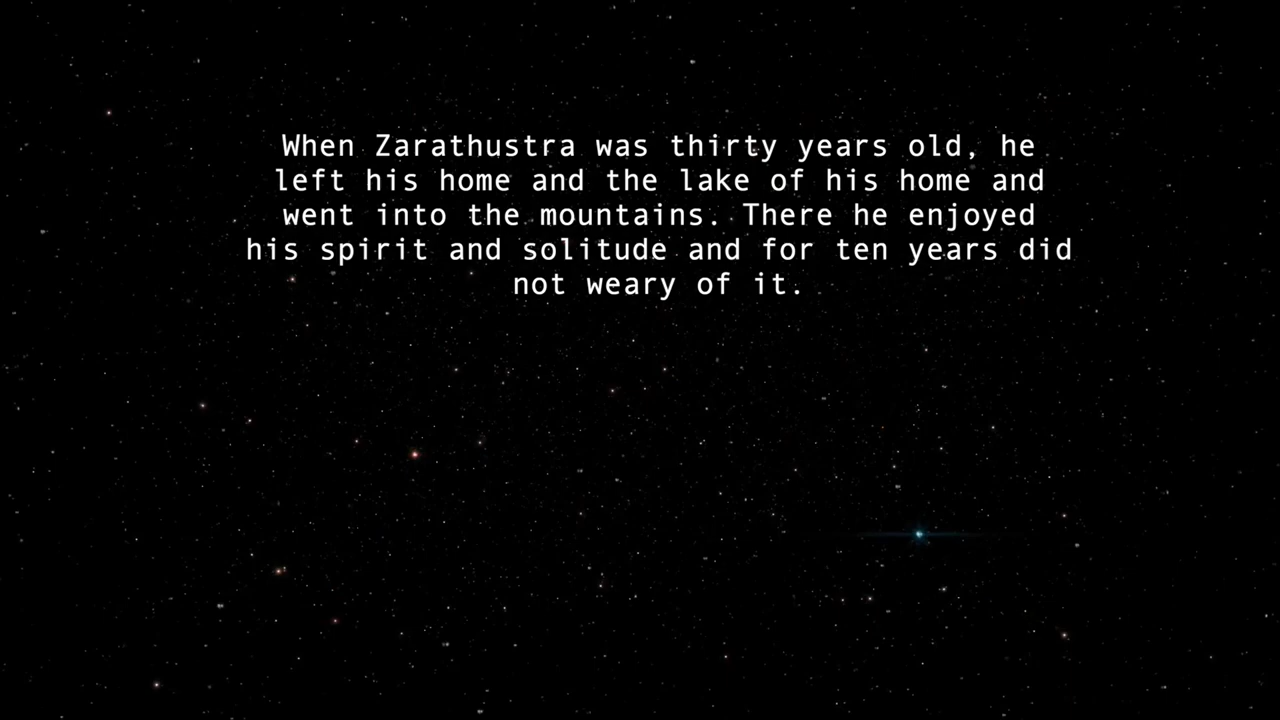 When Zarathustra was thirty years old, he
left his home and the lake of his home and
went into the mountains. There he enjoyed
his spirit and solitude and for ten years did
not weary of it.